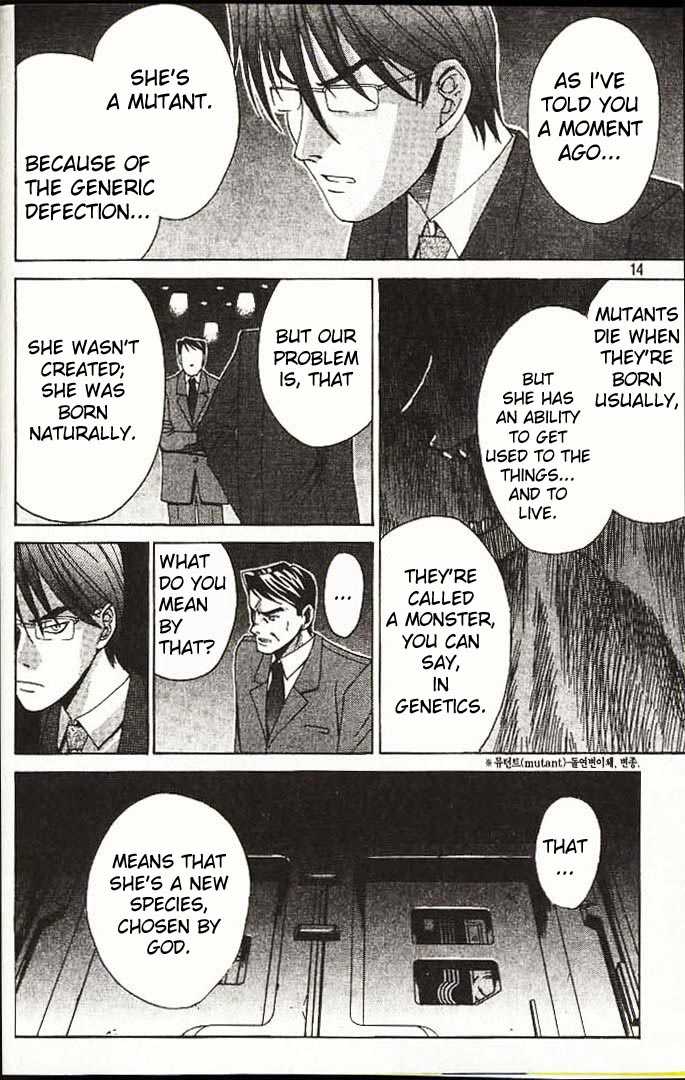 AS I'VE
TOLD YOU
A MOMENT
AGO...
SHE'S
A MUTANT.
BECAUSE OF
THE GENERIC
DEFECTION...
14
MUTANTS
DIE WHEN
THEY'RE
BORN
USUALLY,
BUT
SHE HAS
AN ABILITY
TO GET
USED TO THE
THINGS...
AND TO
LIVE.
THEY'RE
CALLED
A MONSTER,
YOU CAN
SAY,
IN
GENETICS.
※ 뮤턴트(mutant)-돌연변이체, 변종.
BUT OUR
PROBLEM
IS, THAT
SHE WASN'T
CREATED;
SHE WAS
BORN
NATURALLY.
...
WHAT
DO YOU
MEAN
BY
THAT?
THAT
...
MEANS THAT
SHE'S A NEW
SPECIES,
CHOSEN BY
GOD.